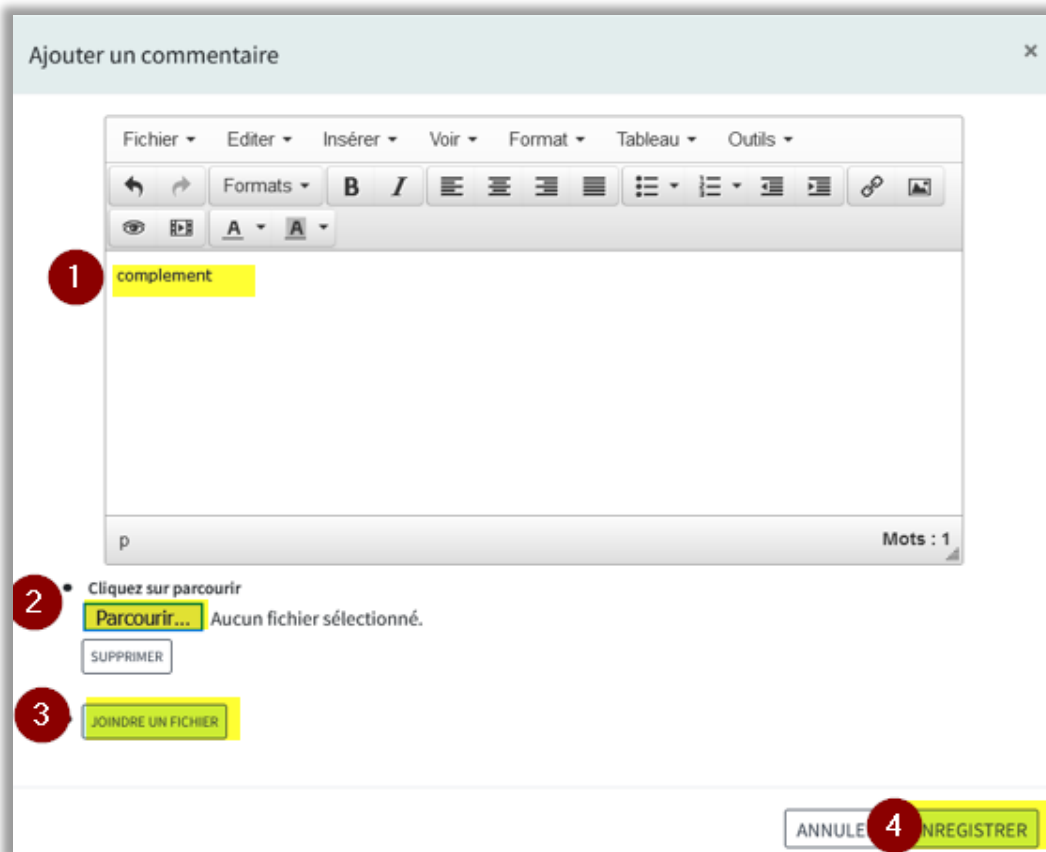 Ajouter un commentaire ×
Fichier Editer Insérer Voir Format Tableau Outils
Formats B I
A A
1 complement
p Mots : 1
• Cliquez sur parcourir
2 Parcourir... Aucun fichier sélectionné.
SUPPRIMER
3 JOINDRE UN FICHIER
ANNULE 4 NREGISTRER